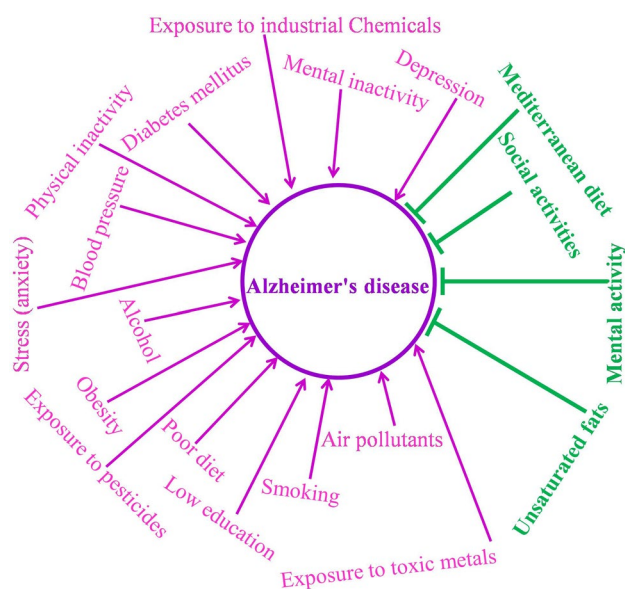 Exposure to industrial Chemicals
Mental inactivity
Depression
Diabetes mellitus
Mediterranean diet
Social activities
Physical inactivity
Blood pressure
Stress (anxiety)
Alzheimer's disease
Mental activity
Alcohol
Obesity
Exposure to pesticides
Poor diet
Low education
Smoking
Air pollutants
Exposure to toxic metals
Unsaturated fats